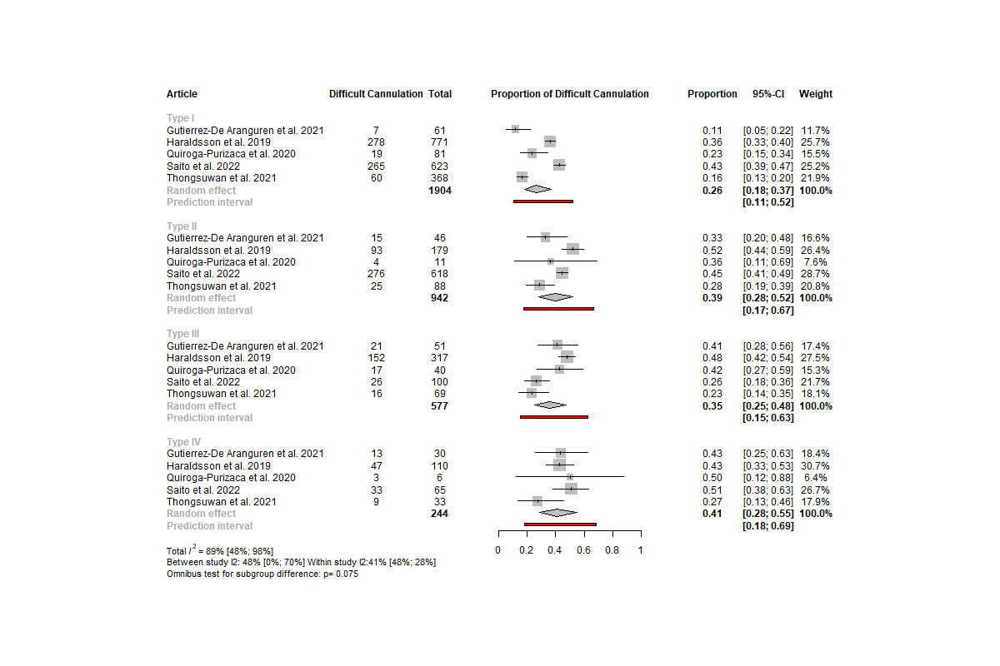 Article Difficult Cannulation Total Proportion of Difficult Cannulation Proportion 95%-CI Weight
Type I
Gutierrez-De Aranguren et al. 2021 7 61 0.11 [0.05; 0.22] 11.7%
Haraldsson et al. 2019 278 771 0.36 [0.33; 0.40] 25.7%
Quiroga-Purizaca et al. 2020 19 81 0.23 [0.15; 0.34] 15.5%
Saito et al. 2022 265 623 0.43 [0.39; 0.47] 25.2%
Thongsuwan et al. 2021 60 368 0.16 [0.13; 0.20] 21.9%
Random effect 1904 0.26 [0.18; 0.37] 100.0%
Prediction interval [0.11; 0.52]
Type II
Gutierrez-De Aranguren et al. 2021 15 46 0.33 [0.20; 0.48] 16.6%
Haraldsson et al. 2019 93 179 0.52 [0.44; 0.59] 26.4%
Quiroga-Purizaca et al. 2020 4 11 0.36 [0.11; 0.69] 7.6%
Saito et al. 2022 276 618 0.45 [0.41; 0.49] 28.7%
Thongsuwan et al. 2021 25 88 0.28 [0.19; 0.39] 20.8%
Random effect 942 0.39 [0.28; 0.52] 100.0%
Prediction interval [0.17; 0.67]
Type III
Gutierrez-De Aranguren et al. 2021 21 51 0.41 [0.28; 0.56] 17.4%
Haraldsson et al. 2019 152 317 0.48 [0.42; 0.54] 27.5%
Quiroga-Purizaca et al. 2020 17 40 0.42 [0.27; 0.59] 15.3%
Saito et al. 2022 26 100 0.26 [0.18; 0.36] 21.7%
Thongsuwan et al. 2021 16 69 0.23 [0.14; 0.35] 18.1%
Random effect 577 0.35 [0.25; 0.48] 100.0%
Prediction interval [0.15; 0.63]
Type IV
Gutierrez-De Aranguren et al. 2021 13 30 0.43 [0.25; 0.63] 18.4%
Haraldsson et al. 2019 47 110 0.43 [0.33; 0.53] 30.7%
Quiroga-Purizaca et al. 2020 3 6 0.50 [0.12; 0.88] 6.4%
Saito et al. 2022 33 65 0.51 [0.38; 0.63] 26.7%
Thongsuwan et al. 2021 9 33 0.27 [0.13; 0.46] 17.9%
Random effect 244 0.41 [0.28; 0.55] 100.0%
Prediction interval [0.18; 0.69]
0 0.2 0.4 0.6 0.8 1
Total I² = 89% [48%; 98%]
Between study I2: 48% [0%; 70%] Within study I2:41% [48%; 28%]
Omnibus test for subgroup difference: p= 0.075